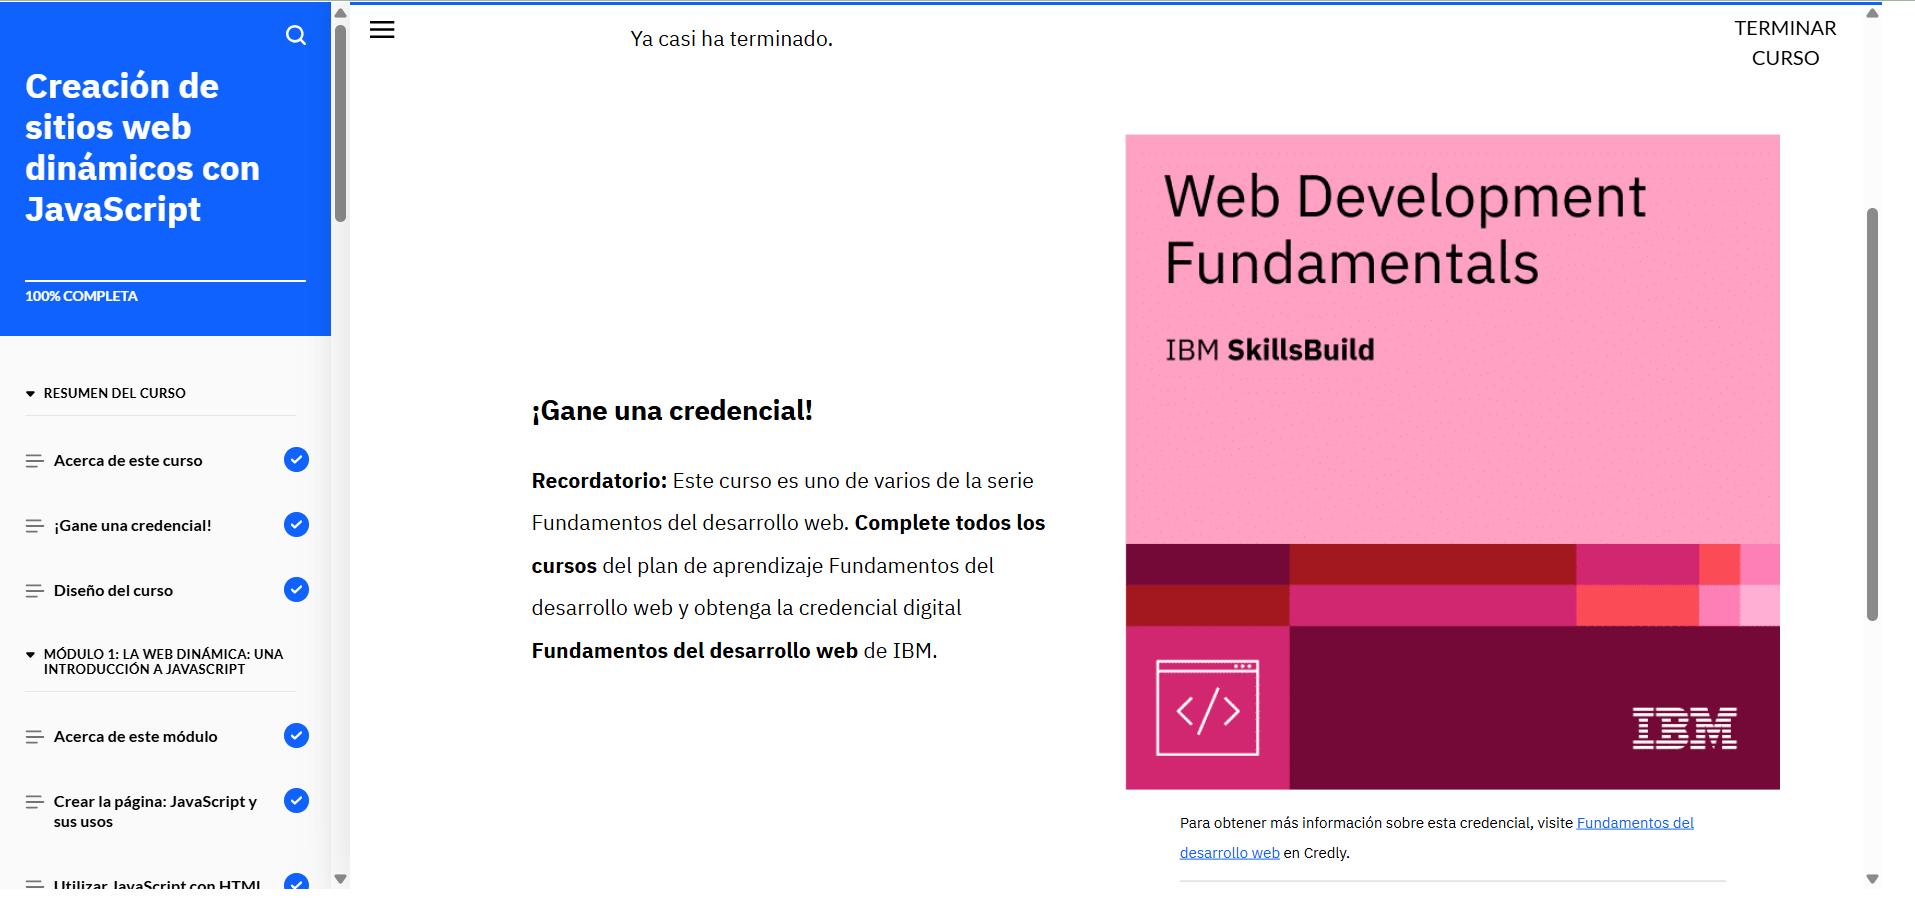 Creación de
sitios web
dinámicos con
JavaScript
100% COMPLETA
RESUMEN DEL CURSO
Acerca de este curso
¡Gane una credencial!
Diseño del curso
MÓDULO 1: LA WEB DINÁMICA: UNA
INTRODUCCIÓN A JAVASCRIPT
Acerca de este módulo
Crear la página: JavaScript y
sus usos
Utilizar JavaScript con HTML
Ya casi ha terminado.
TERMINAR
CURSO
¡Gane una credencial!
Recordatorio: Este curso es uno de varios de la serie
Fundamentos del desarrollo web. Complete todos los
cursos del plan de aprendizaje Fundamentos del
desarrollo web y obtenga la credencial digital
Fundamentos del desarrollo web de IBM.
Web Development
Fundamentals
IBM SkillsBuild
</>
IBM
Para obtener más información sobre esta credencial, visite Fundamentos del
desarrollo web en Credly.